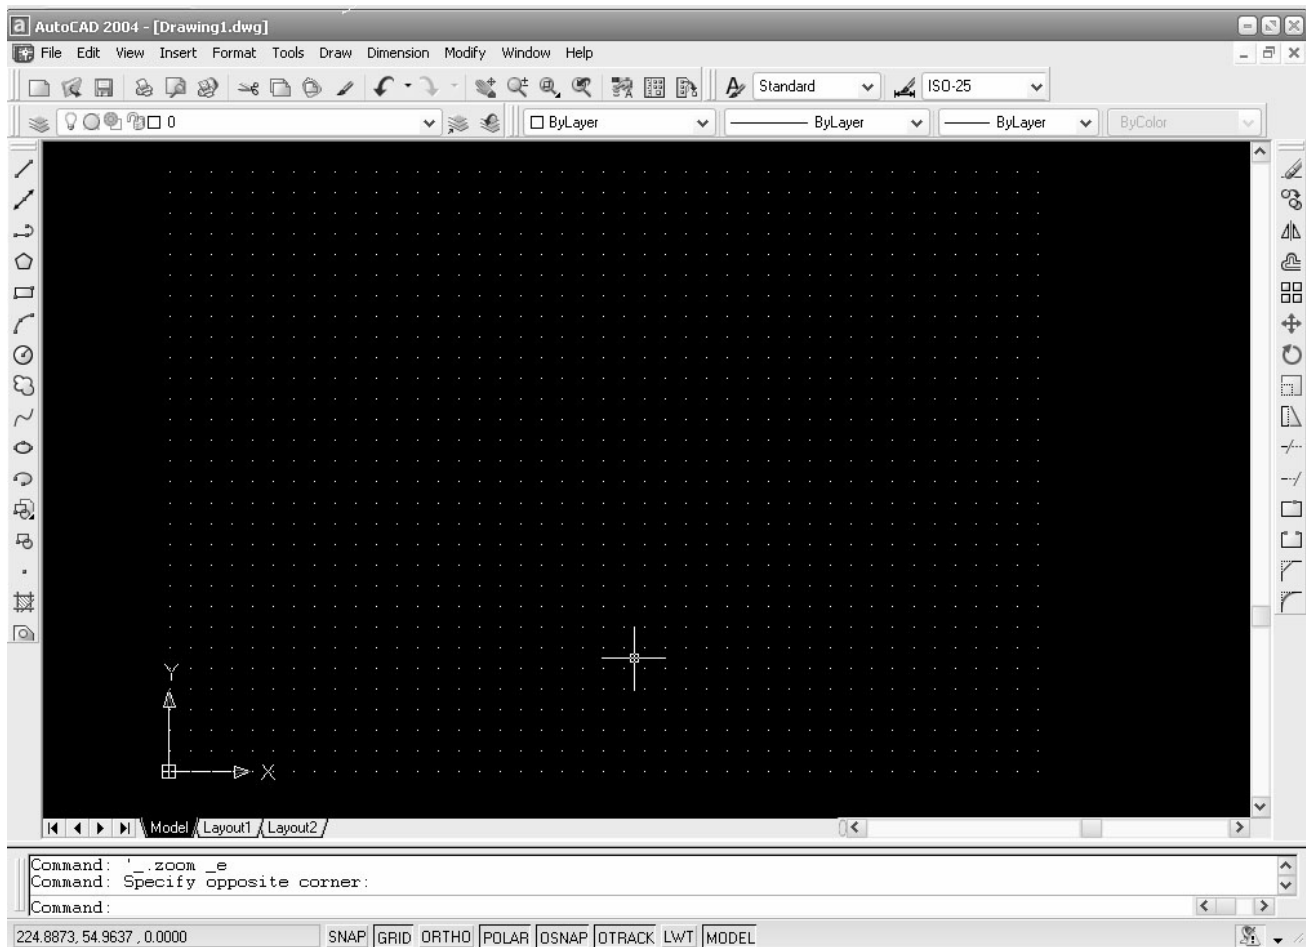 a AutoCAD 2004 - [Drawing1.dwg]
File Edit View Insert Format Tools Draw Dimension Modify Window Help
Standard ISO-25
0 ByLayer ByLayer ByLayer ByColor
Y
X
Model Layout1 Layout2
Command: '_.zoom _e
Command: Specify opposite corner:
Command:
224.8873, 54.9637 , 0.0000 SNAP GRID ORTHO POLAR OSNAP OTRACK LWT MODEL